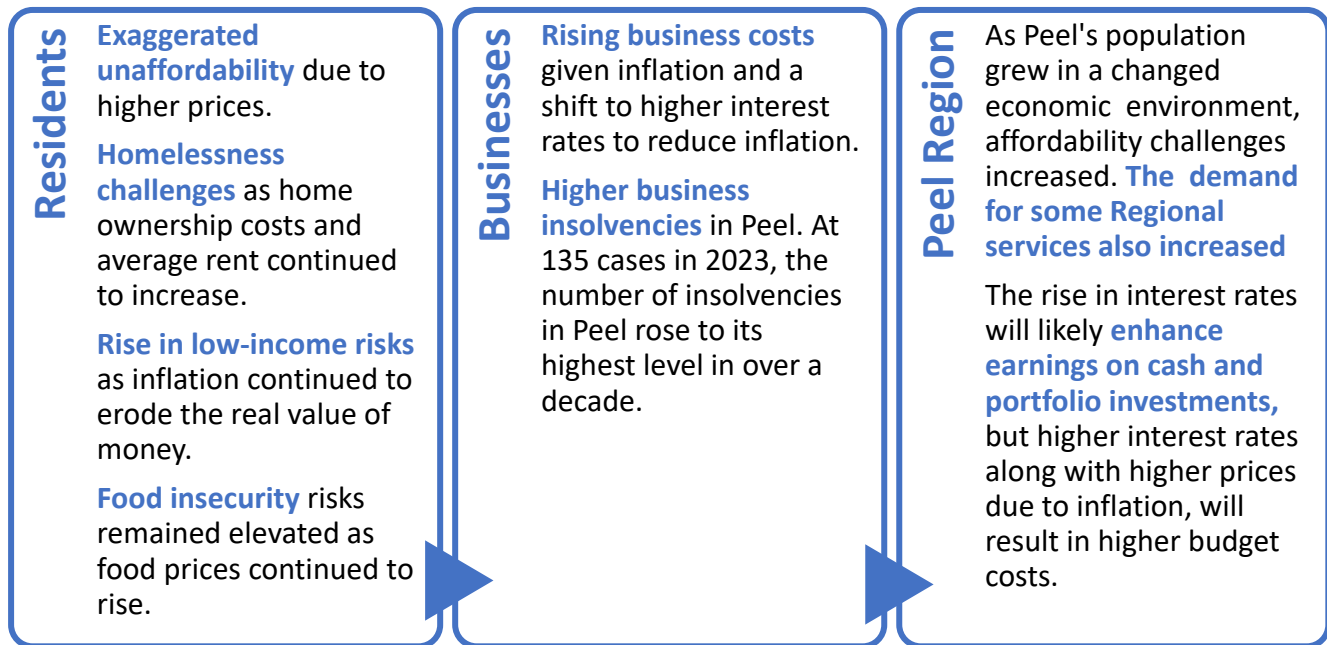 Residents
Exaggerated
unaffordability due to
higher prices.
Homelessness
challenges as home
ownership costs and
average rent continued
to increase.
Rise in low-income risks
as inflation continued to
erode the real value of
money.
Food insecurity risks
remained elevated as
food prices continued to
rise.
Businesses
Rising business costs
given inflation and a
shift to higher interest
rates to reduce inflation.
Higher business
insolvencies in Peel. At
135 cases in 2023, the
number of insolvencies
in Peel rose to its
highest level in over a
decade.
Peel Region
As Peel's population
grew in a changed
economic environment,
affordability challenges
increased. The demand
for some Regional
services also increased
The rise in interest rates
will likely enhance
earnings on cash and
portfolio investments,
but higher interest rates
along with higher prices
due to inflation, will
result in higher budget
costs.